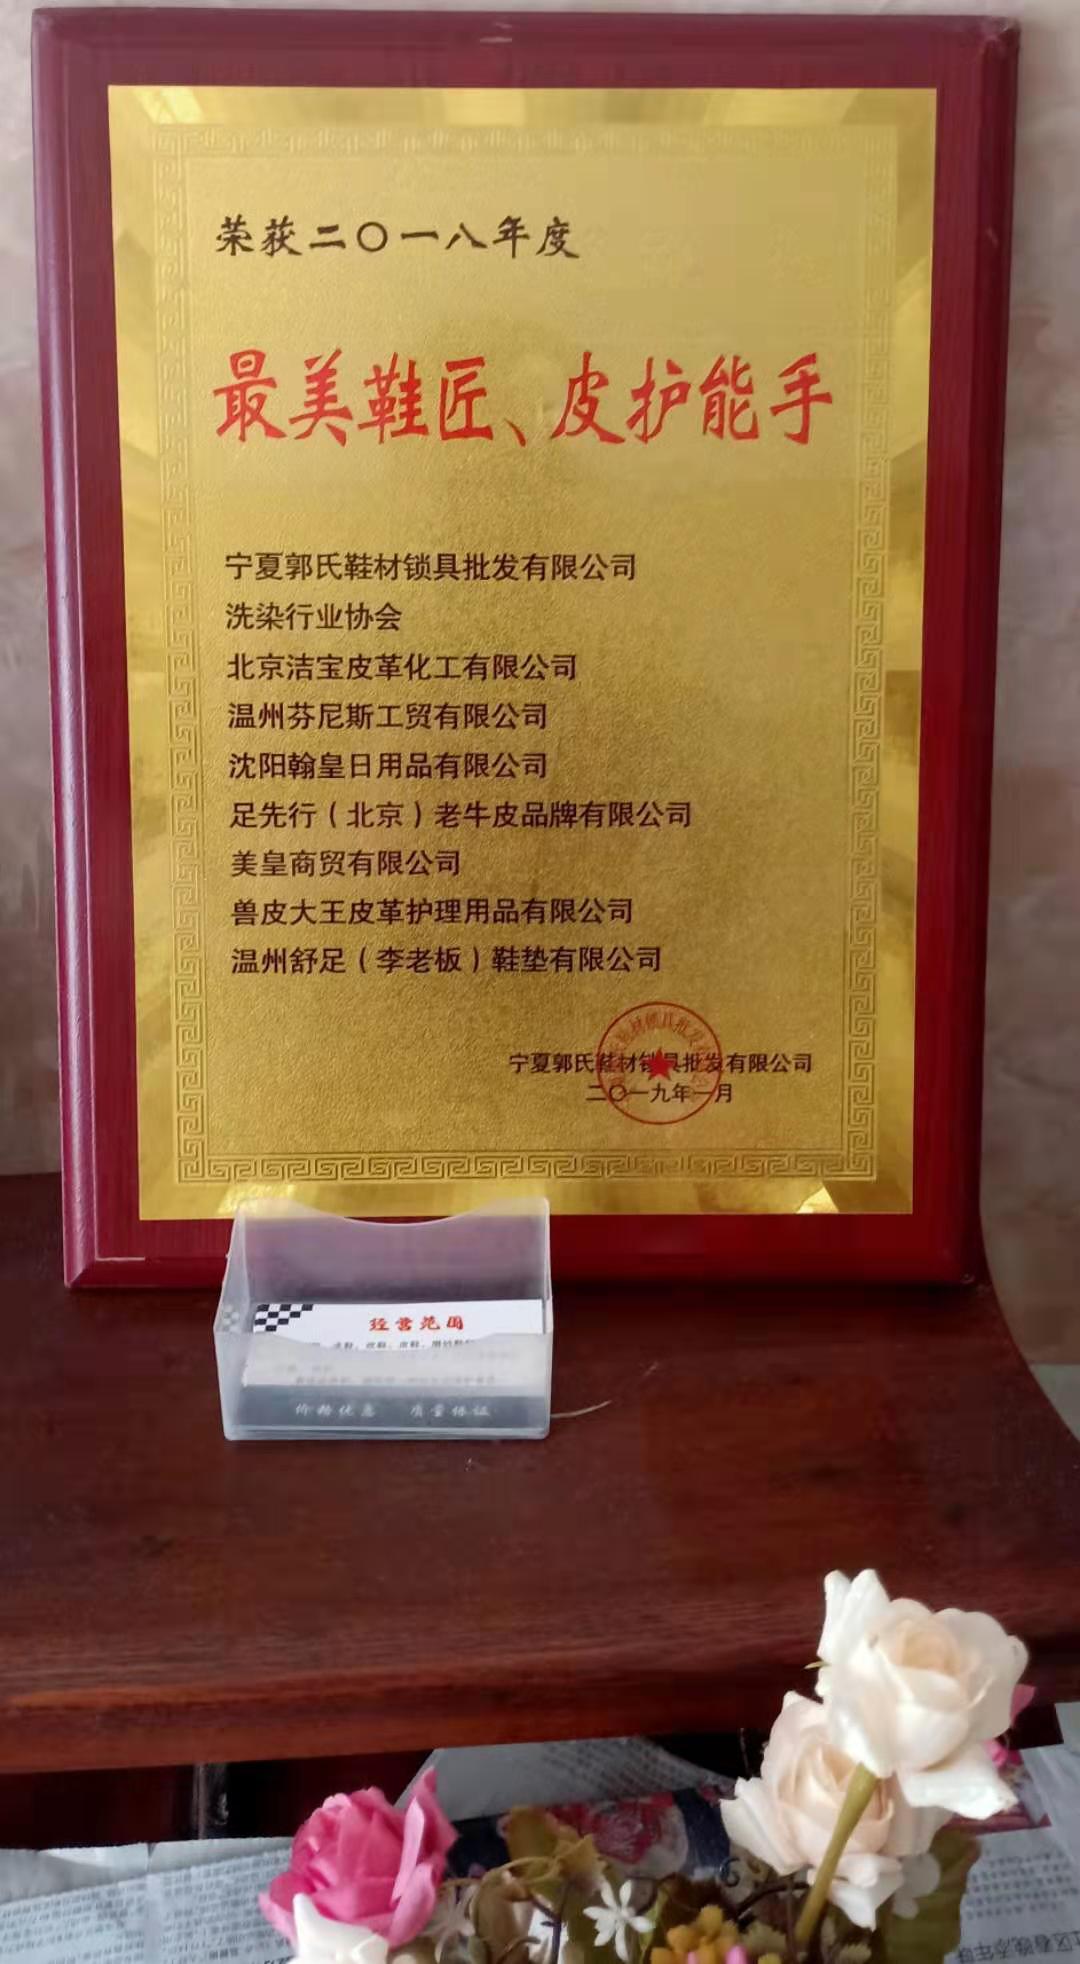 荣获二〇一八年度
最美鞋匠、皮护能手
宁夏郭氏鞋材锁具批发有限公司
洗染行业协会
北京洁宝皮革化工有限公司
温州芬尼斯工贸有限公司
沈阳翰皇日用品有限公司
足先行（北京）老牛皮品牌有限公司
美皇商贸有限公司
兽皮大王皮革护理用品有限公司
温州舒足（李老板）鞋垫有限公司
宁夏郭氏鞋材锁具批发有限公司
二〇一九年一月
经营范围
价格优惠 质量保证